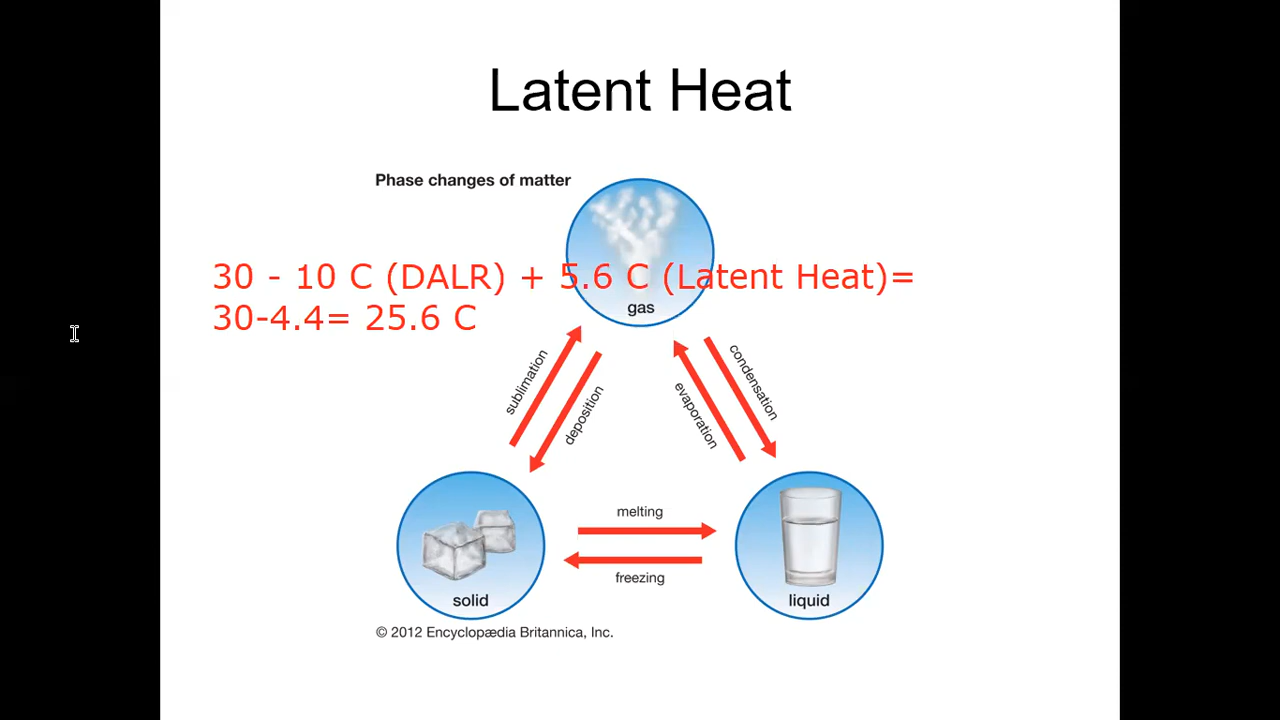 Latent Heat
Phase changes of matter
30 - 10 C (DALR) + 5.6 C (Latent Heat)=
30-4.4= 25.6 C
gas
sublimation
deposition
evaporation
condensation
melting
freezing
solid
liquid
© 2012 Encyclopædia Britannica, Inc.